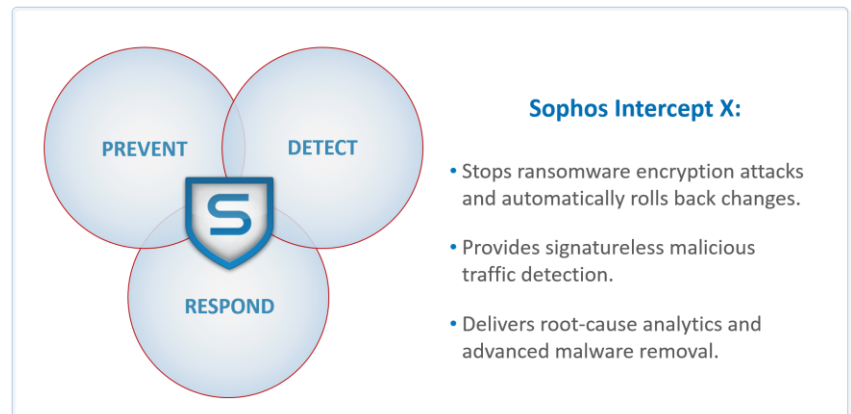 PREVENT
DETECT
S
RESPOND
Sophos Intercept X:
• Stops ransomware encryption attacks
and automatically rolls back changes.
• Provides signatureless malicious
traffic detection.
• Delivers root-cause analytics and
advanced malware removal.